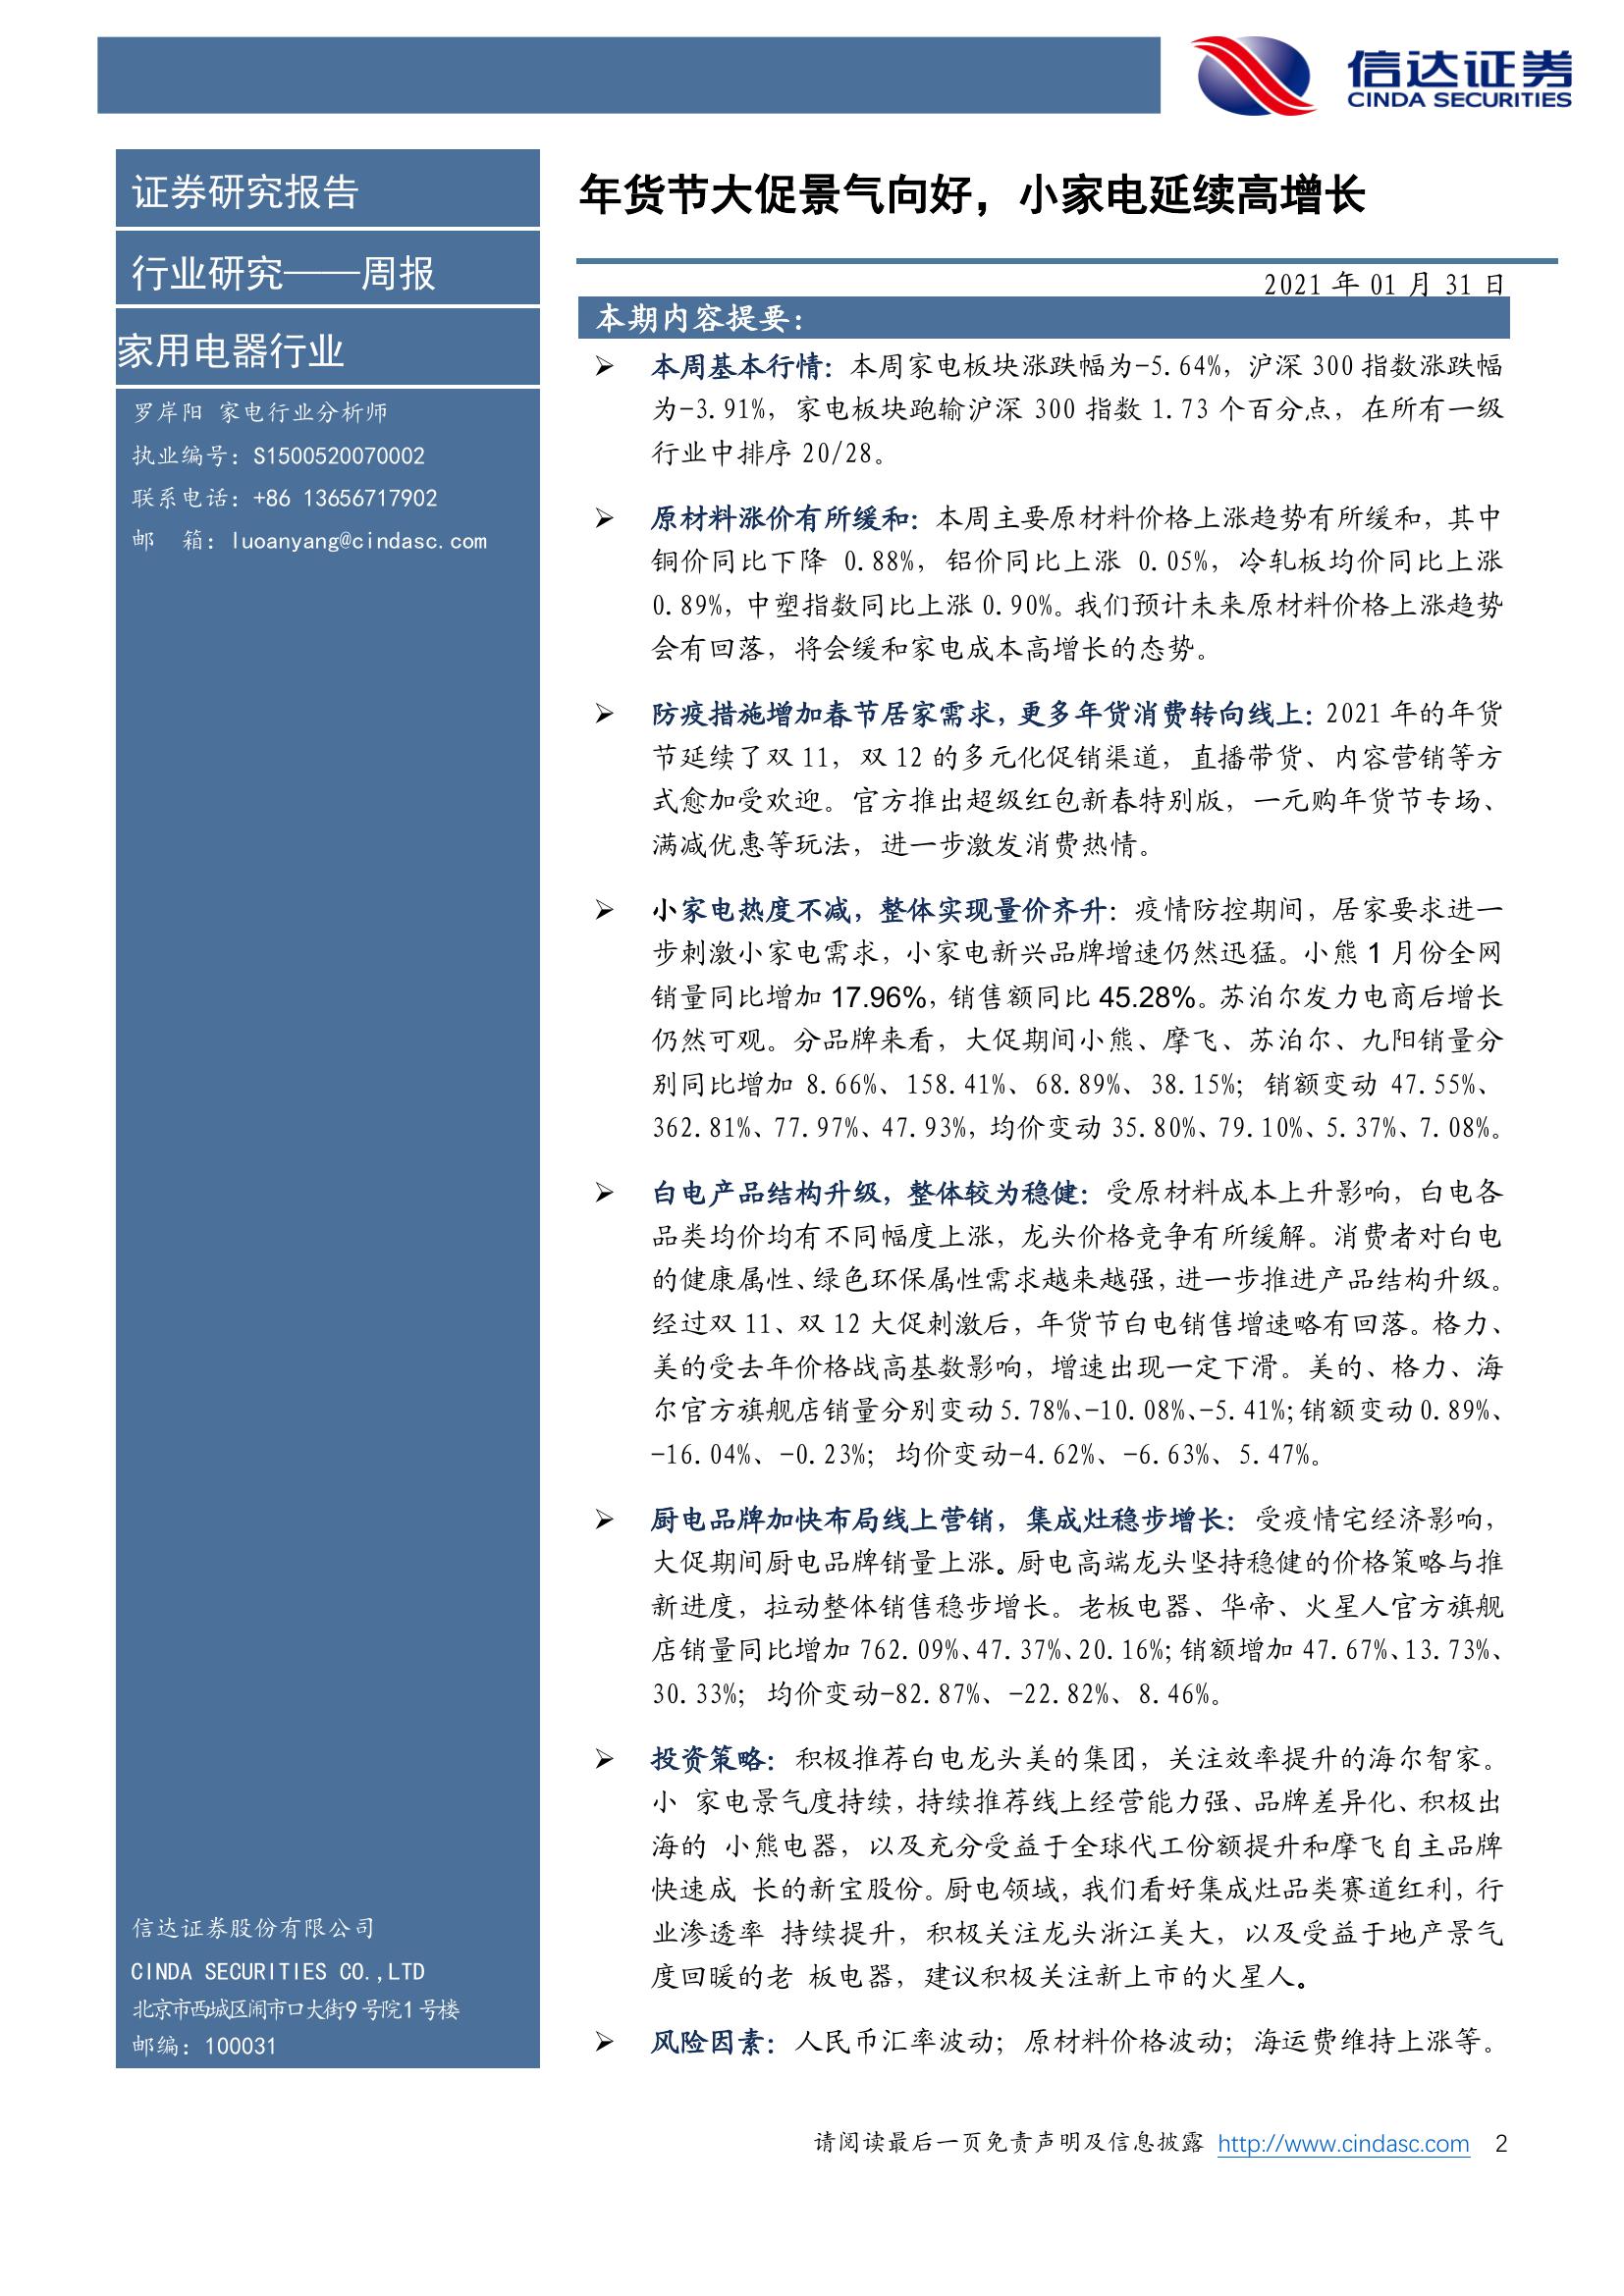 信达证券
CINDA SECURITIES
证券研究报告
行业研究——周报
家用电器行业
罗岸阳 家电行业分析师
执业编号：S1500520070002
联系电话：+86 13656717902
邮 箱：luoanyang@cindasc.com
信达证券股份有限公司
CINDA SECURITIES CO.,LTD
北京市西城区闹市口大街9号院1号楼
邮编：100031
年货节大促景气向好，小家电延续高增长
2021 年 01 月 31 日
本期内容提要：
➢ 本周基本行情：本周家电板块涨跌幅为-5.64%，沪深 300 指数涨跌幅
为-3.91%，家电板块跑输沪深 300 指数 1.73 个百分点，在所有一级
行业中排序 20/28。
➢ 原材料涨价有所缓和：本周主要原材料价格上涨趋势有所缓和，其中
铜价同比下降 0.88%，铝价同比上涨 0.05%，冷轧板均价同比上涨
0.89%，中塑指数同比上涨 0.90%。我们预计未来原材料价格上涨趋势
会有回落，将会缓和家电成本高增长的态势。
➢ 防疫措施增加春节居家需求，更多年货消费转向线上：2021 年的年货
节延续了双 11，双 12 的多元化促销渠道，直播带货、内容营销等方
式愈加受欢迎。官方推出超级红包新春特别版，一元购年货节专场、
满减优惠等玩法，进一步激发消费热情。
➢ 小家电热度不减，整体实现量价齐升：疫情防控期间，居家要求进一
步刺激小家电需求，小家电新兴品牌增速仍然迅猛。小熊 1 月份全网
销量同比增加 17.96%，销售额同比 45.28%。苏泊尔发力电商后增长
仍然可观。分品牌来看，大促期间小熊、摩飞、苏泊尔、九阳销量分
别同比增加 8.66%、158.41%、68.89%、38.15%；销额变动 47.55%、
362.81%、77.97%、47.93%，均价变动 35.80%、79.10%、5.37%、7.08%。
➢ 白电产品结构升级，整体较为稳健：受原材料成本上升影响，白电各
品类均价均有不同幅度上涨，龙头价格竞争有所缓解。消费者对白电
的健康属性、绿色环保属性需求越来越强，进一步推进产品结构升级。
经过双 11、双 12 大促刺激后，年货节白电销售增速略有回落。格力、
美的受去年价格战高基数影响，增速出现一定下滑。美的、格力、海
尔官方旗舰店销量分别变动 5.78%、-10.08%、-5.41%；销额变动 0.89%、
-16.04%、-0.23%；均价变动-4.62%、-6.63%、5.47%。
➢ 厨电品牌加快布局线上营销，集成灶稳步增长：受疫情宅经济影响，
大促期间厨电品牌销量上涨。厨电高端龙头坚持稳健的价格策略与推
新进度，拉动整体销售稳步增长。老板电器、华帝、火星人官方旗舰
店销量同比增加 762.09%、47.37%、20.16%；销额增加 47.67%、13.73%、
30.33%；均价变动-82.87%、-22.82%、8.46%。
➢ 投资策略：积极推荐白电龙头美的集团，关注效率提升的海尔智家。
小 家电景气度持续，持续推荐线上经营能力强、品牌差异化、积极出
海的 小熊电器，以及充分受益于全球代工份额提升和摩飞自主品牌
快速成 长的新宝股份。厨电领域，我们看好集成灶品类赛道红利，行
业渗透率 持续提升，积极关注龙头浙江美大，以及受益于地产景气
度回暖的老 板电器，建议积极关注新上市的火星人。
➢ 风险因素：人民币汇率波动；原材料价格波动；海运费维持上涨等。
请阅读最后一页免责声明及信息披露 http://www.cindasc.com 2